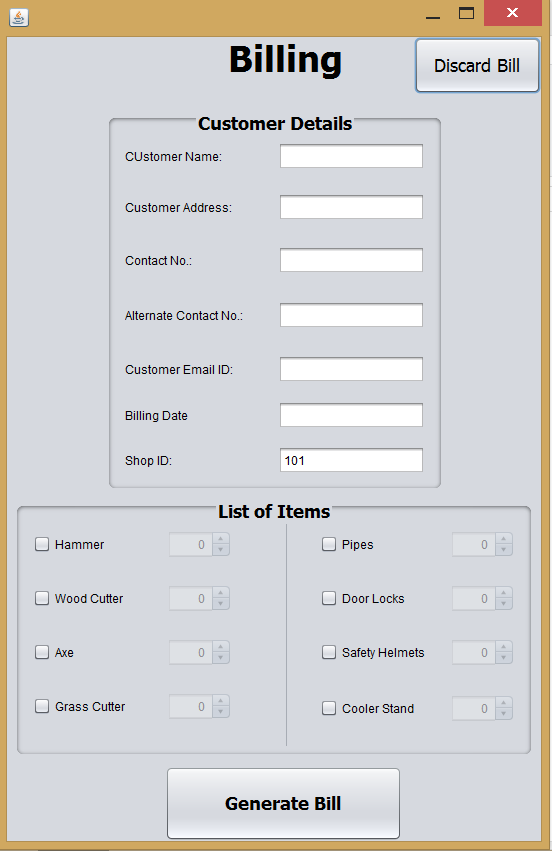 Billing
Discard Bill
Customer Details
CUstomer Name:
Customer Address:
Contact No.:
Alternate Contact No.:
Customer Email ID:
Billing Date
Shop ID: 101
List of Items
Hammer 0 Pipes 0
Wood Cutter 0 Door Locks 0
Axe 0 Safety Helmets 0
Grass Cutter 0 Cooler Stand 0
Generate Bill